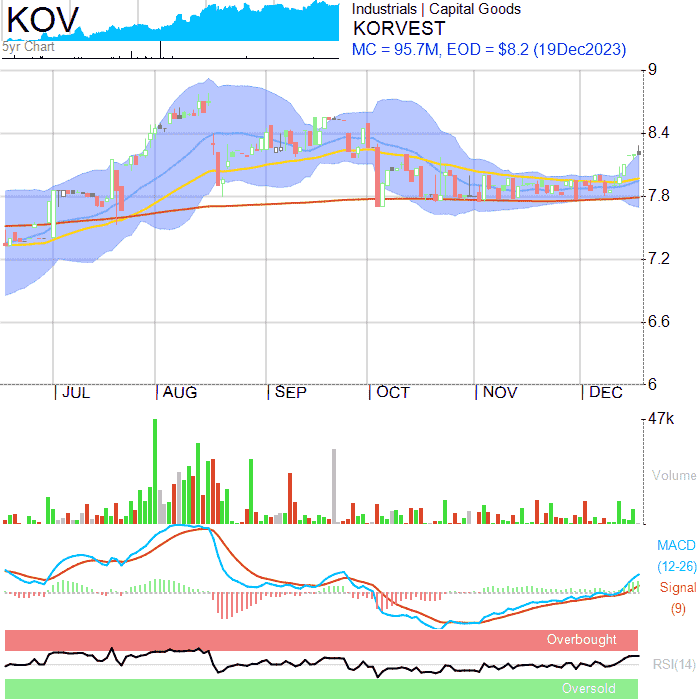 KOV
5yr Chart
Industrials | Capital Goods
KORVEST
MC = 95.7M, EOD = $8.2 (19Dec2023)
9
8.4
7.8
7.2
6.6
6
JUL AUG SEP OCT NOV DEC
47k
Volume
MACD
(12-26)
Signal
(9)
Overbought
RSI(14)
Oversold